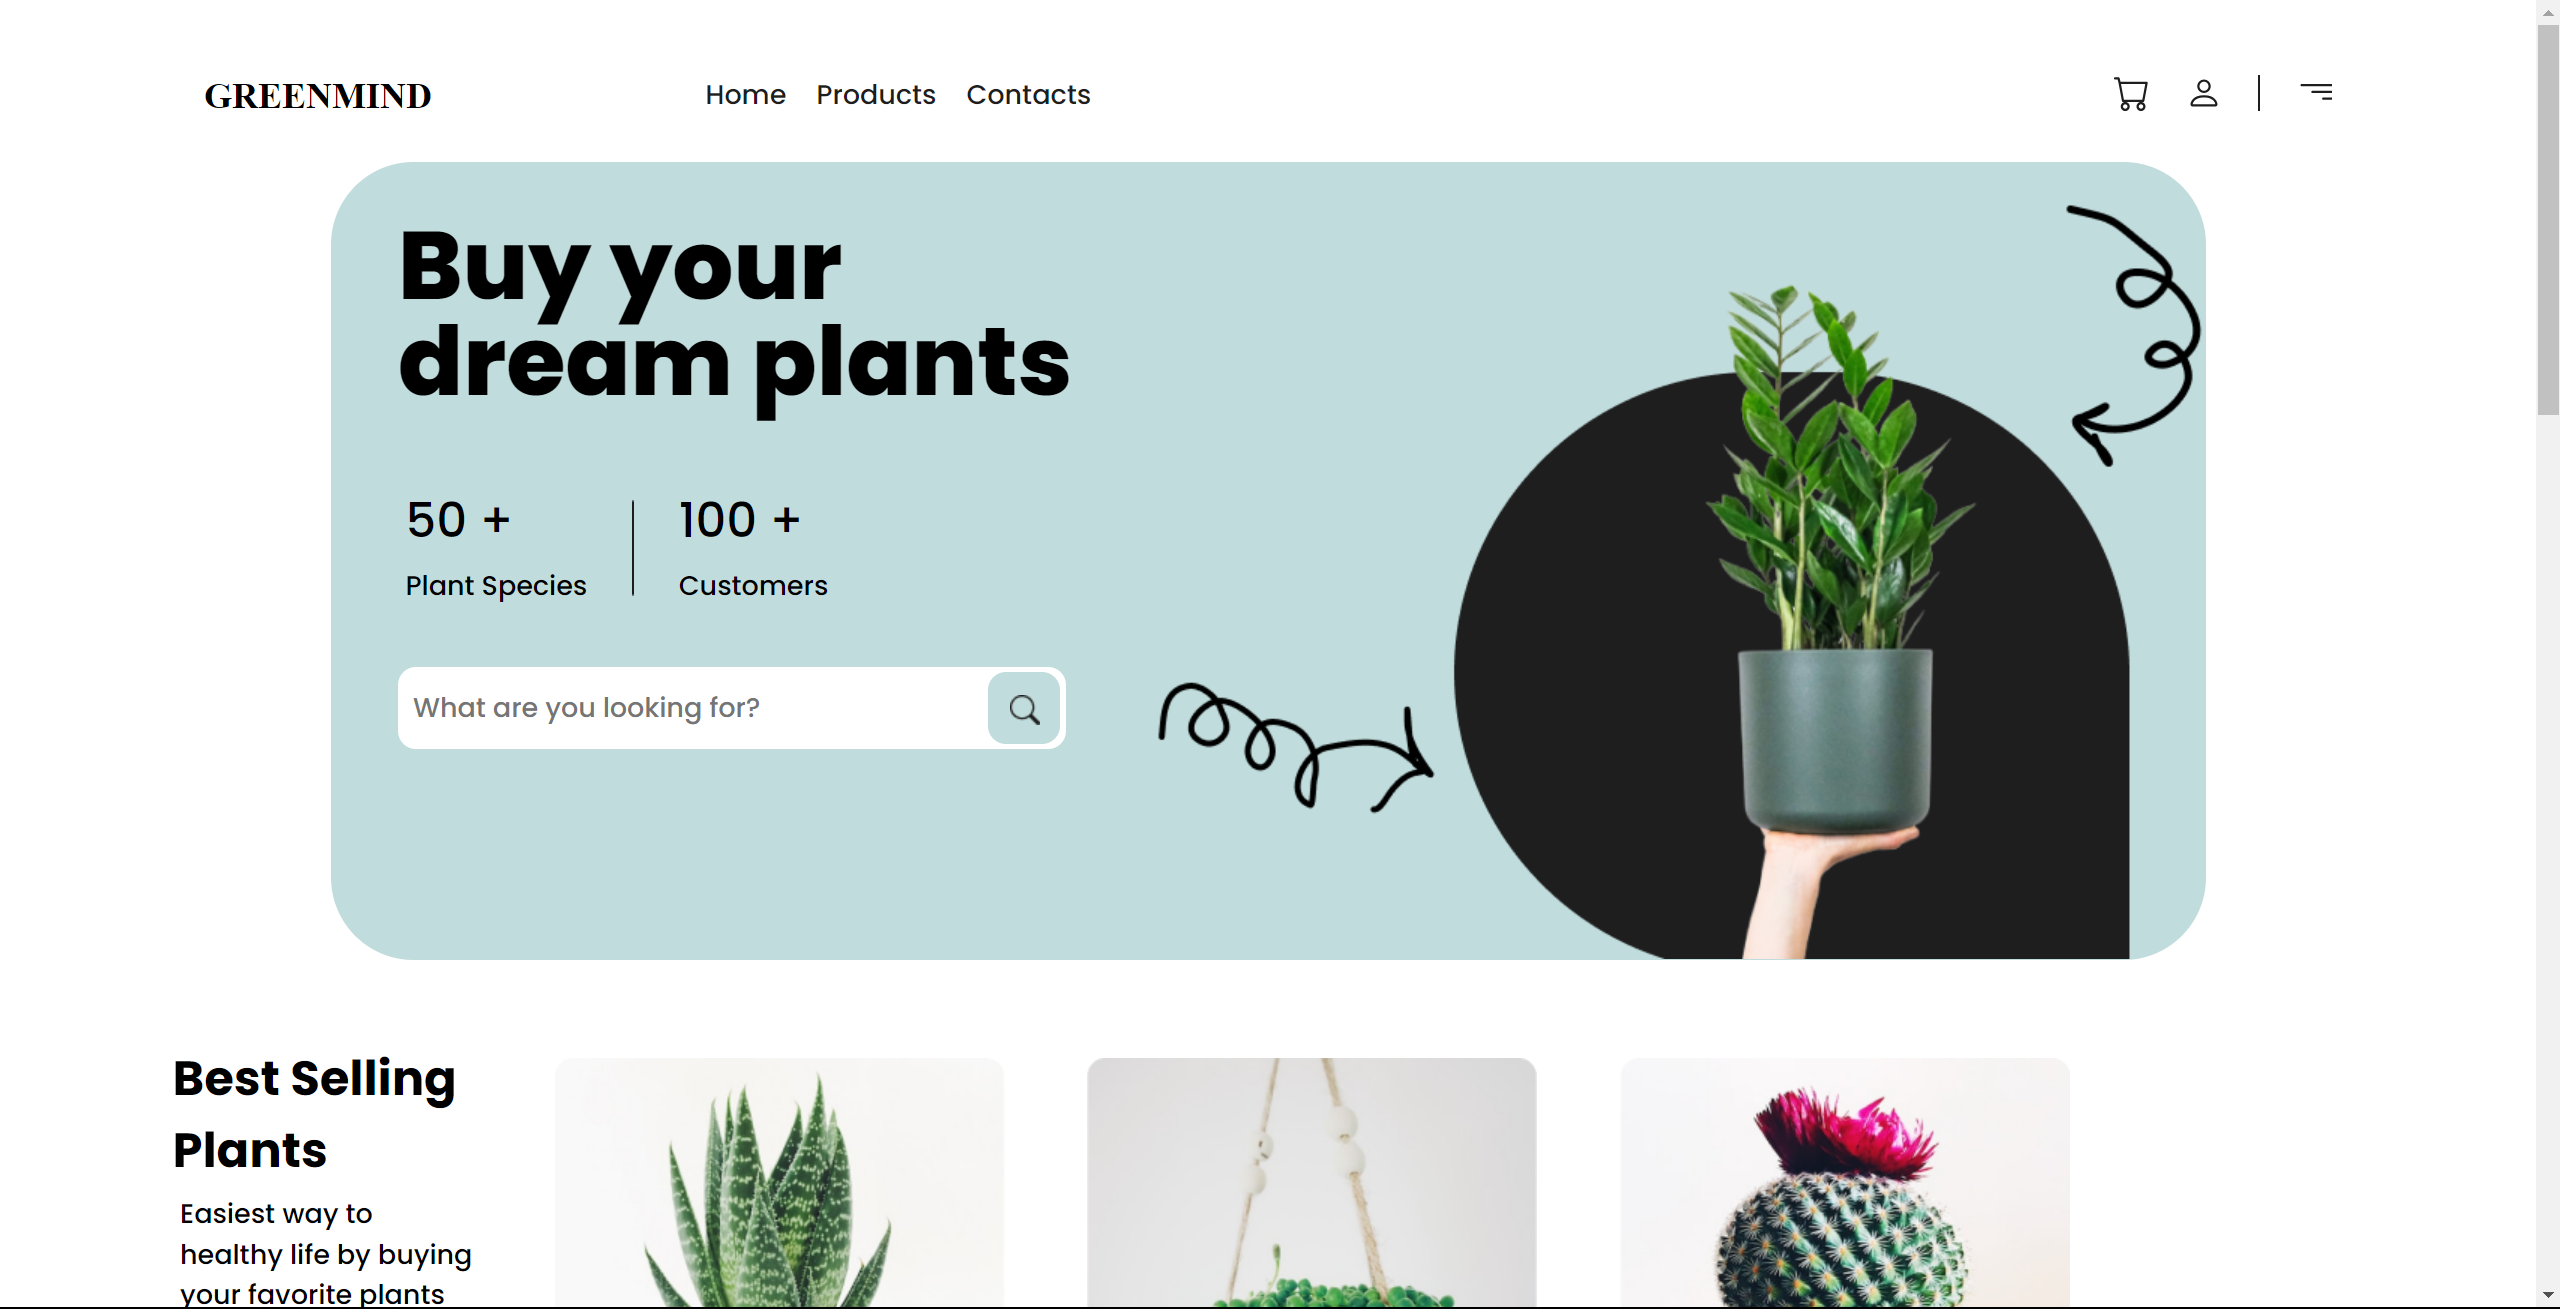 GREENMIND
Home Products Contacts
Buy your
dream plants
50 + 100 +
Plant Species Customers
What are you looking for?
Best Selling
Plants
Easiest way to
healthy life by buying
your favorite plants